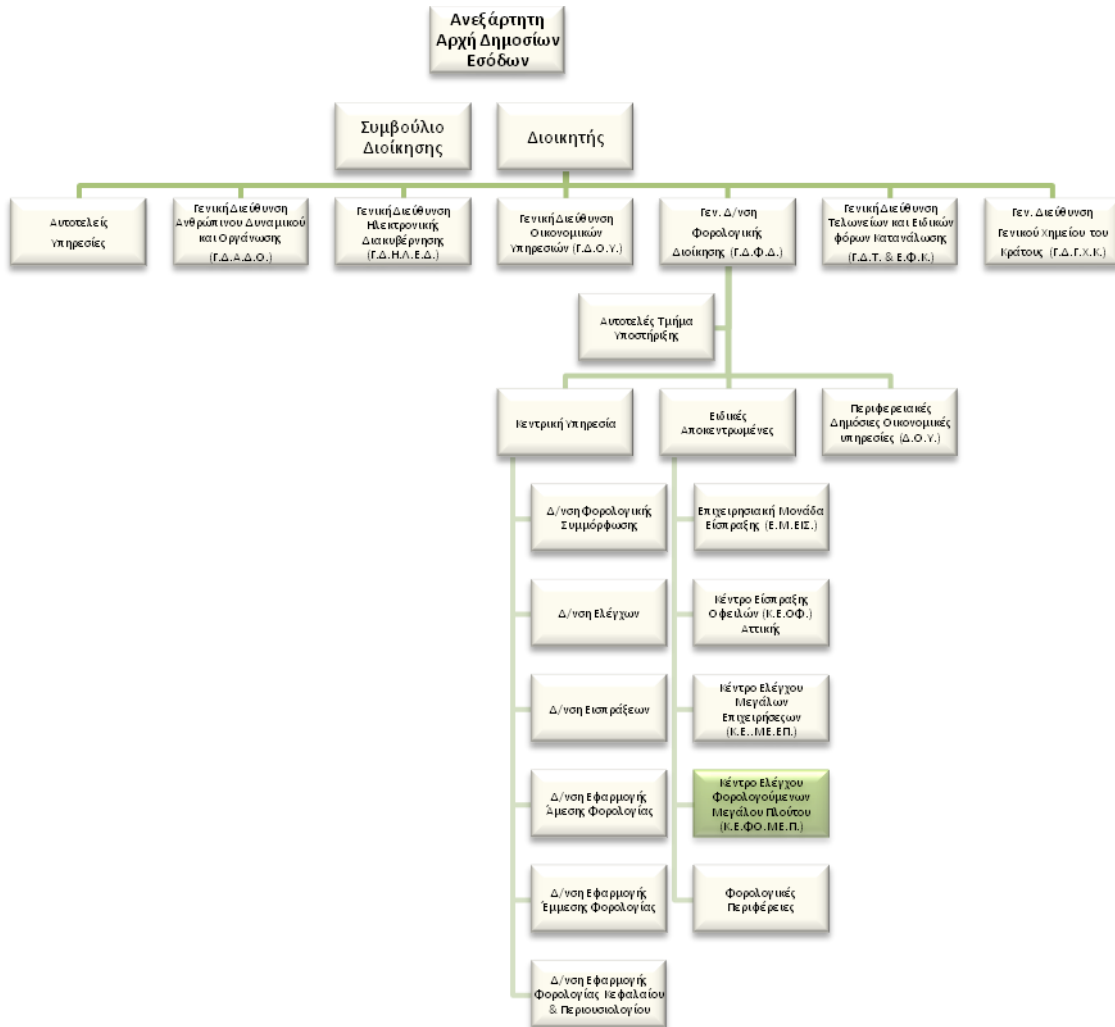 Ανεξάρτητη
Αρχή Δημοσίων
Εσόδων
Συμβούλιο
Διοίκησης
Διοικητής
Αυτοτελείς
Υπηρεσίες
Γενική Διεύθυνση
Ανθρώπινου Δυναμικού
και Οργάνωσης
(Γ.Δ.Α.Δ.Ο.)
Γενική Διεύθυνση
Ηλεκτρονικής
Διακυβέρνησης
(Γ.Δ.Η.Λ.Ε.Δ.)
Γενική Διεύθυνση
Οικονομικών
Υπηρεσιών (Γ.Δ.Ο.Υ.)
Γεν. Δ/νση
Φορολογικής
Διοίκησης (Γ.Δ.Φ.Δ.)
Γενική Διεύθυνση
Τελωνείων και Ειδικών
φόρων Κατανάλωσης
(Γ.Δ.Τ. & Ε.Φ.Κ.)
Γεν. Διεύθυνση
Γενικού Χημείου του
Κράτους (Γ.Δ.Γ.Χ.Κ.)
Αυτοτελές Τμήμα
Υποστήριξης
Κεντρική Υπηρεσία
Ειδικές
Αποκεντρωμένες
Περιφερειακές
Δημόσιες Οικονομικές
υπηρεσίες (Δ.Ο.Υ.)
Δ/νση Φορολογικής
Συμμόρφωσης
Δ/νση Ελέγχων
Δ/νση Εισπράξεων
Δ/νση Εφαρμογής
Άμεσης Φορολογίας
Δ/νση Εφαρμογής
Έμμεσης Φορολογίας
Δ/νση Εφαρμογής
Φορολογίας Κεφαλαίου
& Περιουσιολογίου
Επιχειρησιακή Μονάδα
Είσπραξης (Ε.Μ.ΕΙΣ.)
Κέντρο Είσπραξης
Οφειλών (Κ.Ε.ΟΦ.)
Αττικής
Κέντρο Ελέγχου
Μεγάλων
Επιχειρήσεςων
(Κ.Ε..ΜΕ.ΕΠ.)
Κέντρο Ελέγχου
Φορολογούμενων
Μεγάλου Πλούτου
(Κ.Ε.ΦΟ.ΜΕ.Π.)
Φορολογικές
Περιφέρειες